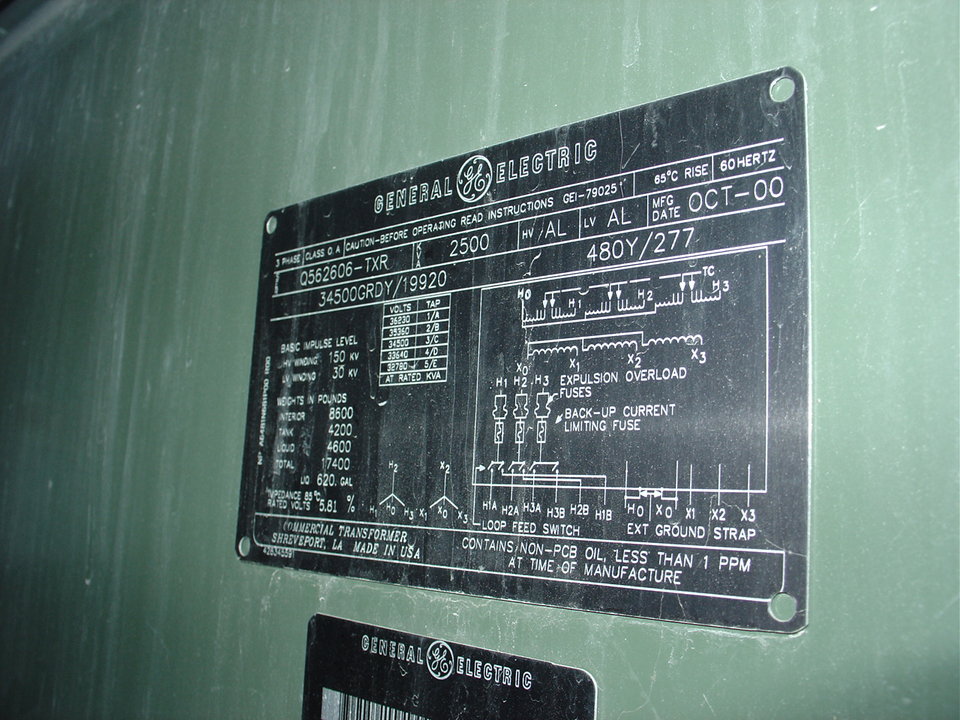 GENERAL GE ELECTRIC
3 PHASE CLASS O.A CAUTION-BEFORE OPERATING READ INSTRUCTIONS GEI-79025 65°C RISE 60HERTZ
Q562606-TXR KVA 2500 HV AL LV AL MFG DATE OCT-00
34500GRDY/19920 480Y/277
VOLTS TAP
36230 1/A
35360 2/B
34500 3/C
33640 4/D
32780 5/E
AT RATED KVA
BASIC IMPULSE LEVEL
HV WINDING 150 KV
LV WINDING 30 KV
WEIGHTS IN POUNDS
INTERIOR 8600
TANK 4200
LIQUID 4600
TOTAL 17400
LIQ 620. GAL
IMPEDANCE 85°C
RATED VOLTS 5.81 %
H2 X2
H1 H0 H3 X1 X0 X3
TC
H0 H1 H2 H3
X0 X1 X2 X3
H1 H2 H3
EXPULSION OVERLOAD
FUSES
BACK-UP CURRENT
LIMITING FUSE
H1A H2A H3A H3B H2B H1B H0 X0 X1 X2 X3
LOOP FEED SWITCH EXT GROUND STRAP
COMMERCIAL TRANSFORMER
SHREVEPORT, LA MADE IN USA
CONTAINS NON-PCB OIL, LESS THAN 1 PPM
AT TIME OF MANUFACTURE
GENERAL GE ELECTRIC